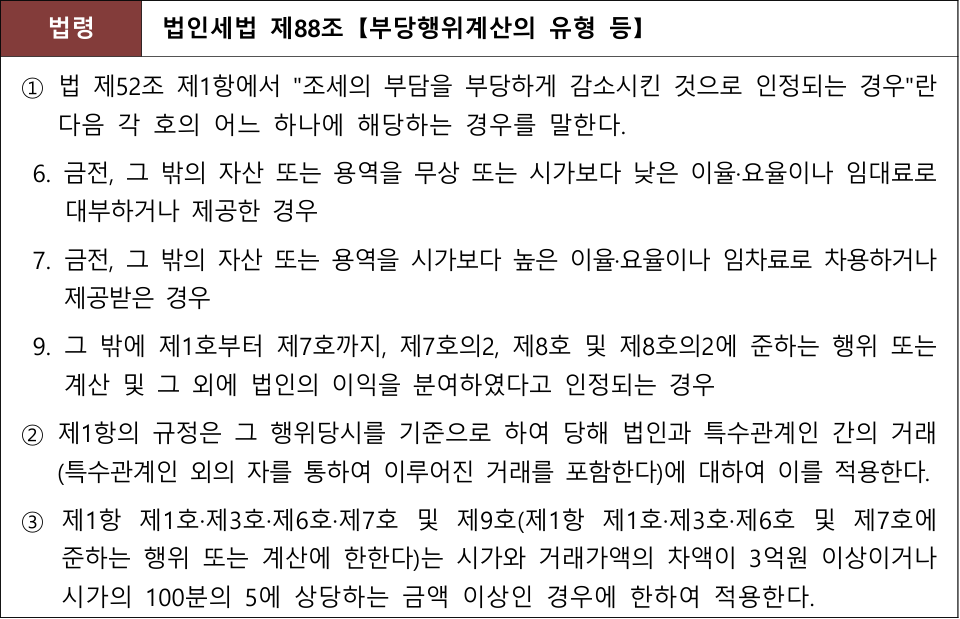 법령 법인세법 제88조 【부당행위계산의 유형 등】
① 법 제52조 제1항에서 "조세의 부담을 부당하게 감소시킨 것으로 인정되는 경우"란
다음 각 호의 어느 하나에 해당하는 경우를 말한다.
6. 금전, 그 밖의 자산 또는 용역을 무상 또는 시가보다 낮은 이율·요율이나 임대료로
대부하거나 제공한 경우
7. 금전, 그 밖의 자산 또는 용역을 시가보다 높은 이율·요율이나 임차료로 차용하거나
제공받은 경우
9. 그 밖에 제1호부터 제7호까지, 제7호의2, 제8호 및 제8호의2에 준하는 행위 또는
계산 및 그 외에 법인의 이익을 분여하였다고 인정되는 경우
② 제1항의 규정은 그 행위당시를 기준으로 하여 당해 법인과 특수관계인 간의 거래
(특수관계인 외의 자를 통하여 이루어진 거래를 포함한다)에 대하여 이를 적용한다.
③ 제1항 제1호·제3호·제6호·제7호 및 제9호(제1항 제1호·제3호·제6호 및 제7호에
준하는 행위 또는 계산에 한한다)는 시가와 거래가액의 차액이 3억원 이상이거나
시가의 100분의 5에 상당하는 금액 이상인 경우에 한하여 적용한다.